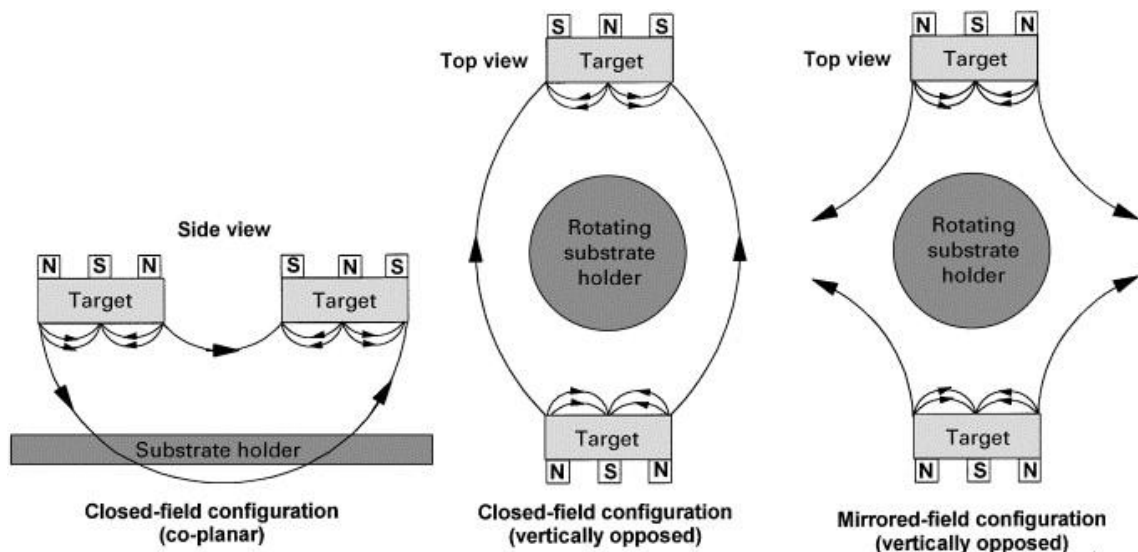 Side view
N S N
S N S
Target
Target
Substrate holder
Closed-field configuration
(co-planar)
S N S
Top view
Target
Rotating
substrate
holder
Target
N S N
Closed-field configuration
(vertically opposed)
N S N
Top view
Target
Rotating
substrate
holder
Target
N S N
Mirrored-field configuration
(vertically opposed)